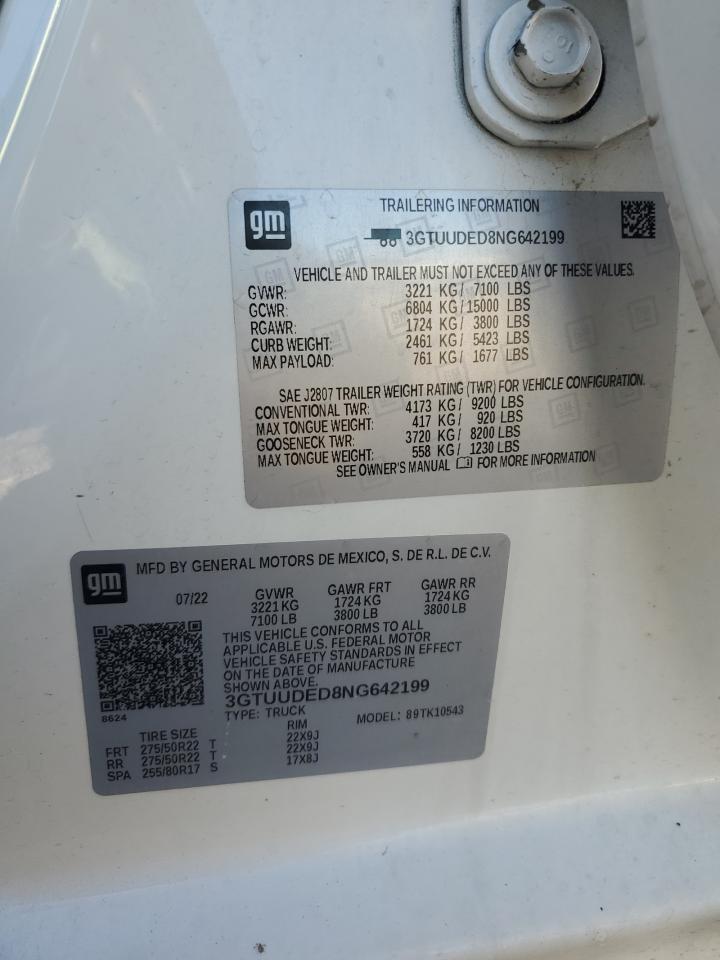 gm
TRAILERING INFORMATION
3GTUUDED8NG642199
VEHICLE AND TRAILER MUST NOT EXCEED ANY OF THESE VALUES.
GVWR: 3221 KG / 7100 LBS
GCWR: 6804 KG / 15000 LBS
RGAWR: 1724 KG / 3800 LBS
CURB WEIGHT: 2461 KG / 5423 LBS
MAX PAYLOAD: 761 KG / 1677 LBS
SAE J2807 TRAILER WEIGHT RATING (TWR) FOR VEHICLE CONFIGURATION.
CONVENTIONAL TWR: 4173 KG / 9200 LBS
MAX TONGUE WEIGHT: 417 KG / 920 LBS
GOOSENECK TWR: 3720 KG / 8200 LBS
MAX TONGUE WEIGHT: 558 KG / 1230 LBS
SEE OWNER'S MANUAL FOR MORE INFORMATION
gm
MFD BY GENERAL MOTORS DE MEXICO, S. DE R.L. DE C.V.
07/22 GVWR GAWR FRT GAWR RR
3221 KG 1724 KG 1724 KG
7100 LB 3800 LB 3800 LB
THIS VEHICLE CONFORMS TO ALL
APPLICABLE U.S. FEDERAL MOTOR
VEHICLE SAFETY STANDARDS IN EFFECT
ON THE DATE OF MANUFACTURE
SHOWN ABOVE.
3GTUUDED8NG642199
8624
TYPE: TRUCK MODEL: 89TK10543
TIRE SIZE RIM
FRT 275/50R22 T 22X9J
RR 275/50R22 T 22X9J
SPA 255/80R17 S 17X8J